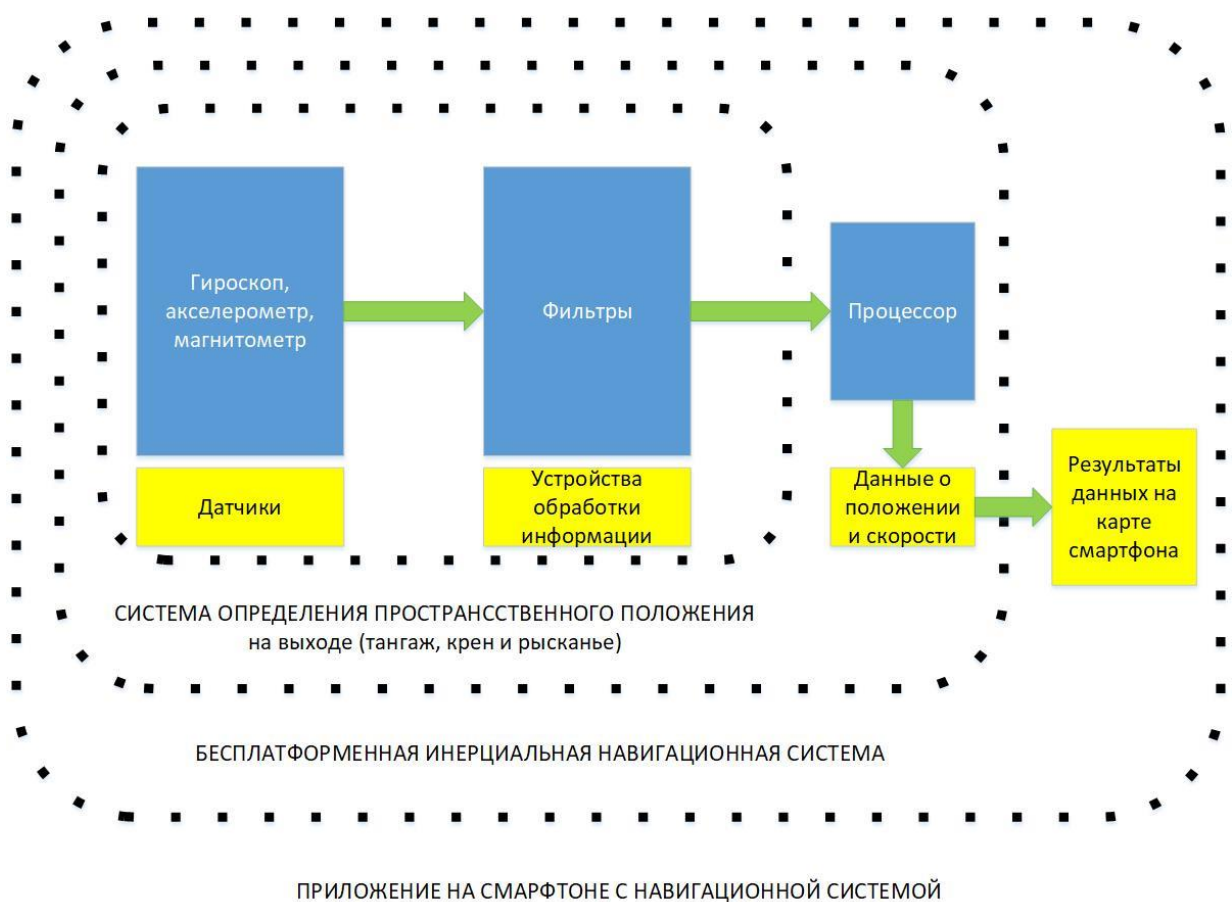 Гироскоп,
акселерометр,
магнитометр
Фильтры
Процессор
Датчики
Устройства
обработки
информации
Данные о
положении
и скорости
Результаты
данных на
карте
смартфона
СИСТЕМА ОПРЕДЕЛЕНИЯ ПРОСТРАНССТВЕННОГО ПОЛОЖЕНИЯ
на выходе (тангаж, крен и рысканье)
БЕСПЛАТФОРМЕННАЯ ИНЕРЦИАЛЬНАЯ НАВИГАЦИОННАЯ СИСТЕМА
ПРИЛОЖЕНИЕ НА СМАРФТОНЕ С НАВИГАЦИОННОЙ СИСТЕМОЙ